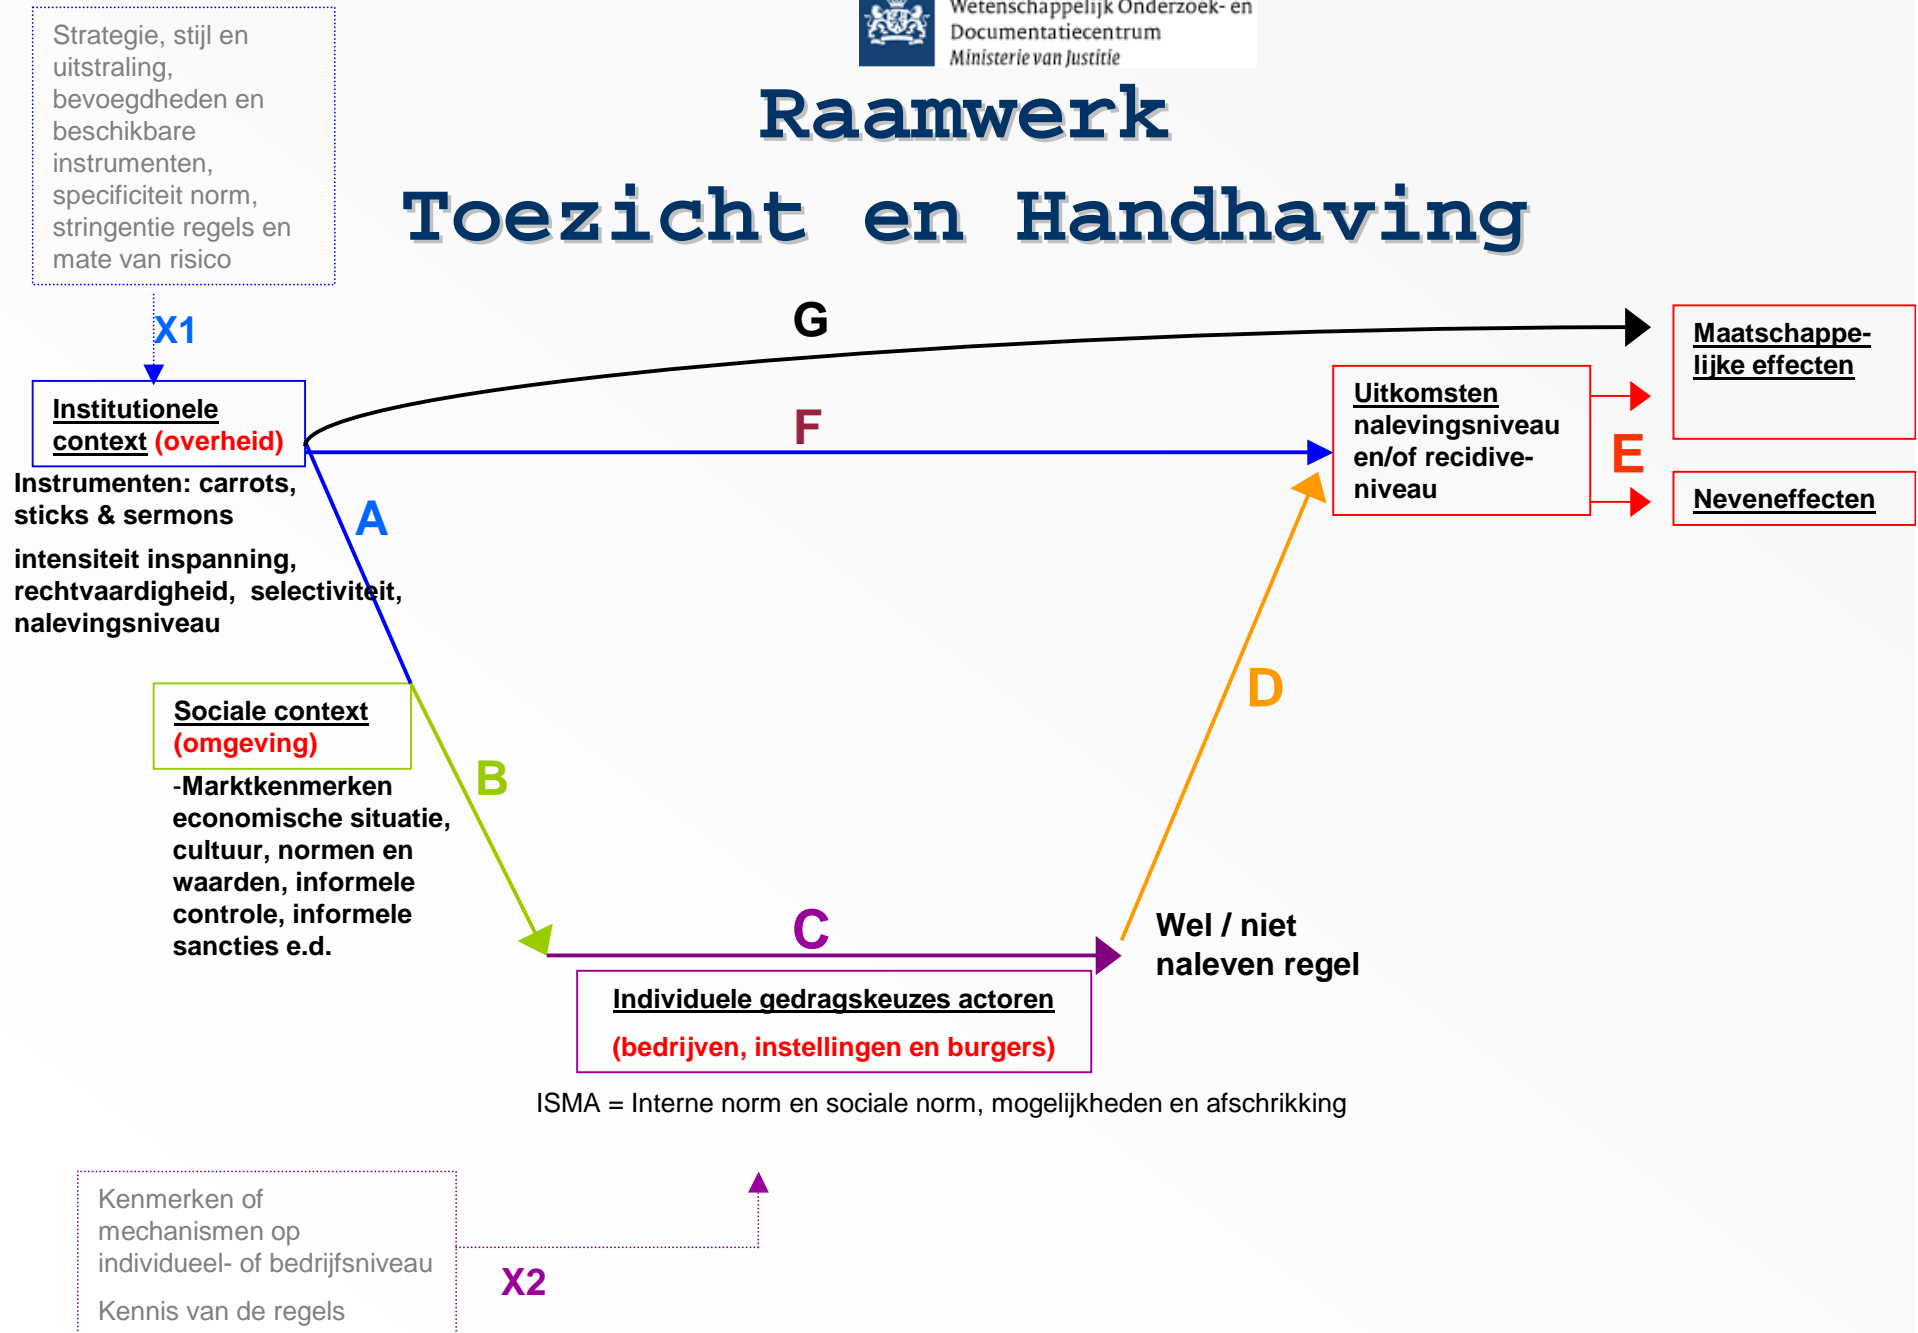 Wetenschappelijk Onderzoek- en
Documentatiecentrum
Ministerie van Justitie
Raamwerk
Toezicht en Handhaving
Strategie, stijl en
uitstraling,
bevoegdheden en
beschikbare
instrumenten,
specificiteit norm,
stringentie regels en
mate van risico
X1
G
Maatschappe-
lijke effecten
Institutionele
context (overheid)
F
Uitkomsten
nalevingsniveau
en/of recidive-
niveau
E
Neveneffecten
Instrumenten: carrots,
sticks & sermons
intensiteit inspanning,
rechtvaardigheid, selectiviteit,
nalevingsniveau
A
Sociale context
(omgeving)
B
D
-Marktkenmerken
economische situatie,
cultuur, normen en
waarden, informele
controle, informele
sancties e.d.
C
Wel / niet
naleven regel
Individuele gedragskeuzes actoren
(bedrijven, instellingen en burgers)
ISMA = Interne norm en sociale norm, mogelijkheden en afschrikking
Kenmerken of
mechanismen op
individueel- of bedrijfsniveau
Kennis van de regels
X2